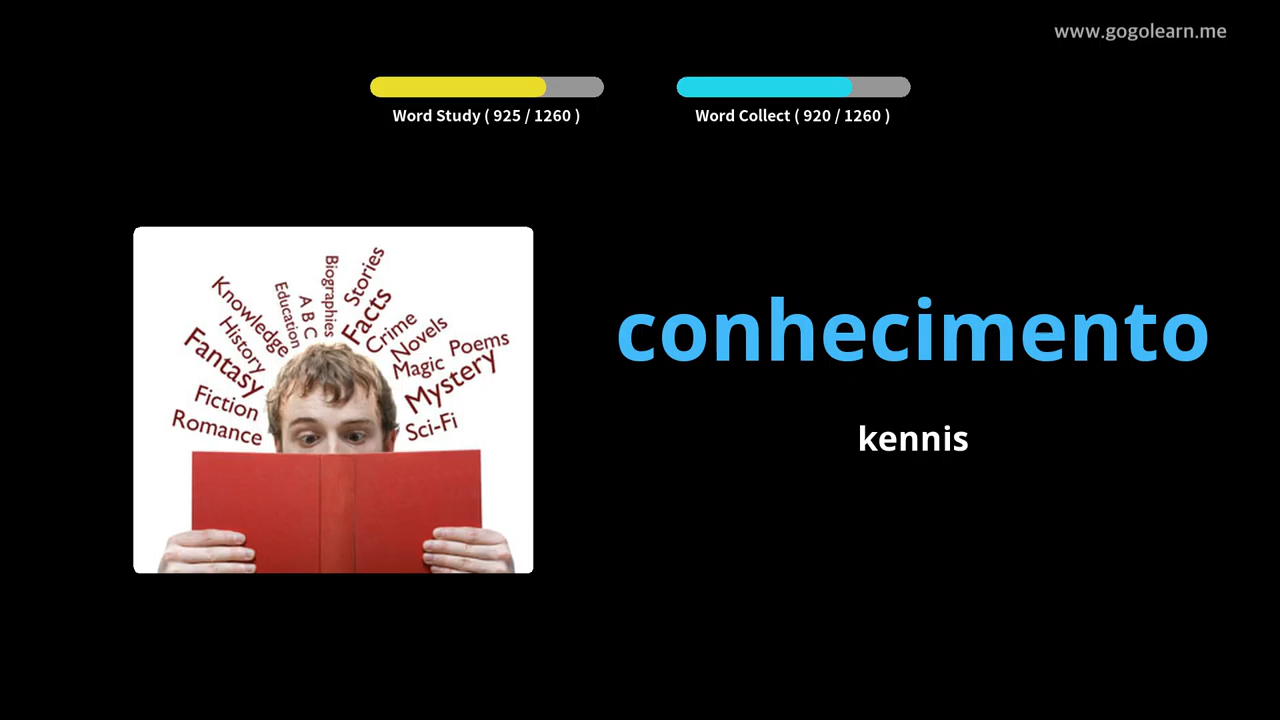 www.gogolearn.me
Word Study ( 925 / 1260 )
Word Collect ( 920 / 1260 )
Biographies
Stories
Education
A B C
Facts
Knowledge
Crime
History
Novels
Fantasy
Magic
Poems
Mystery
Fiction
Romance
Sci-Fi
conhecimento
kennis